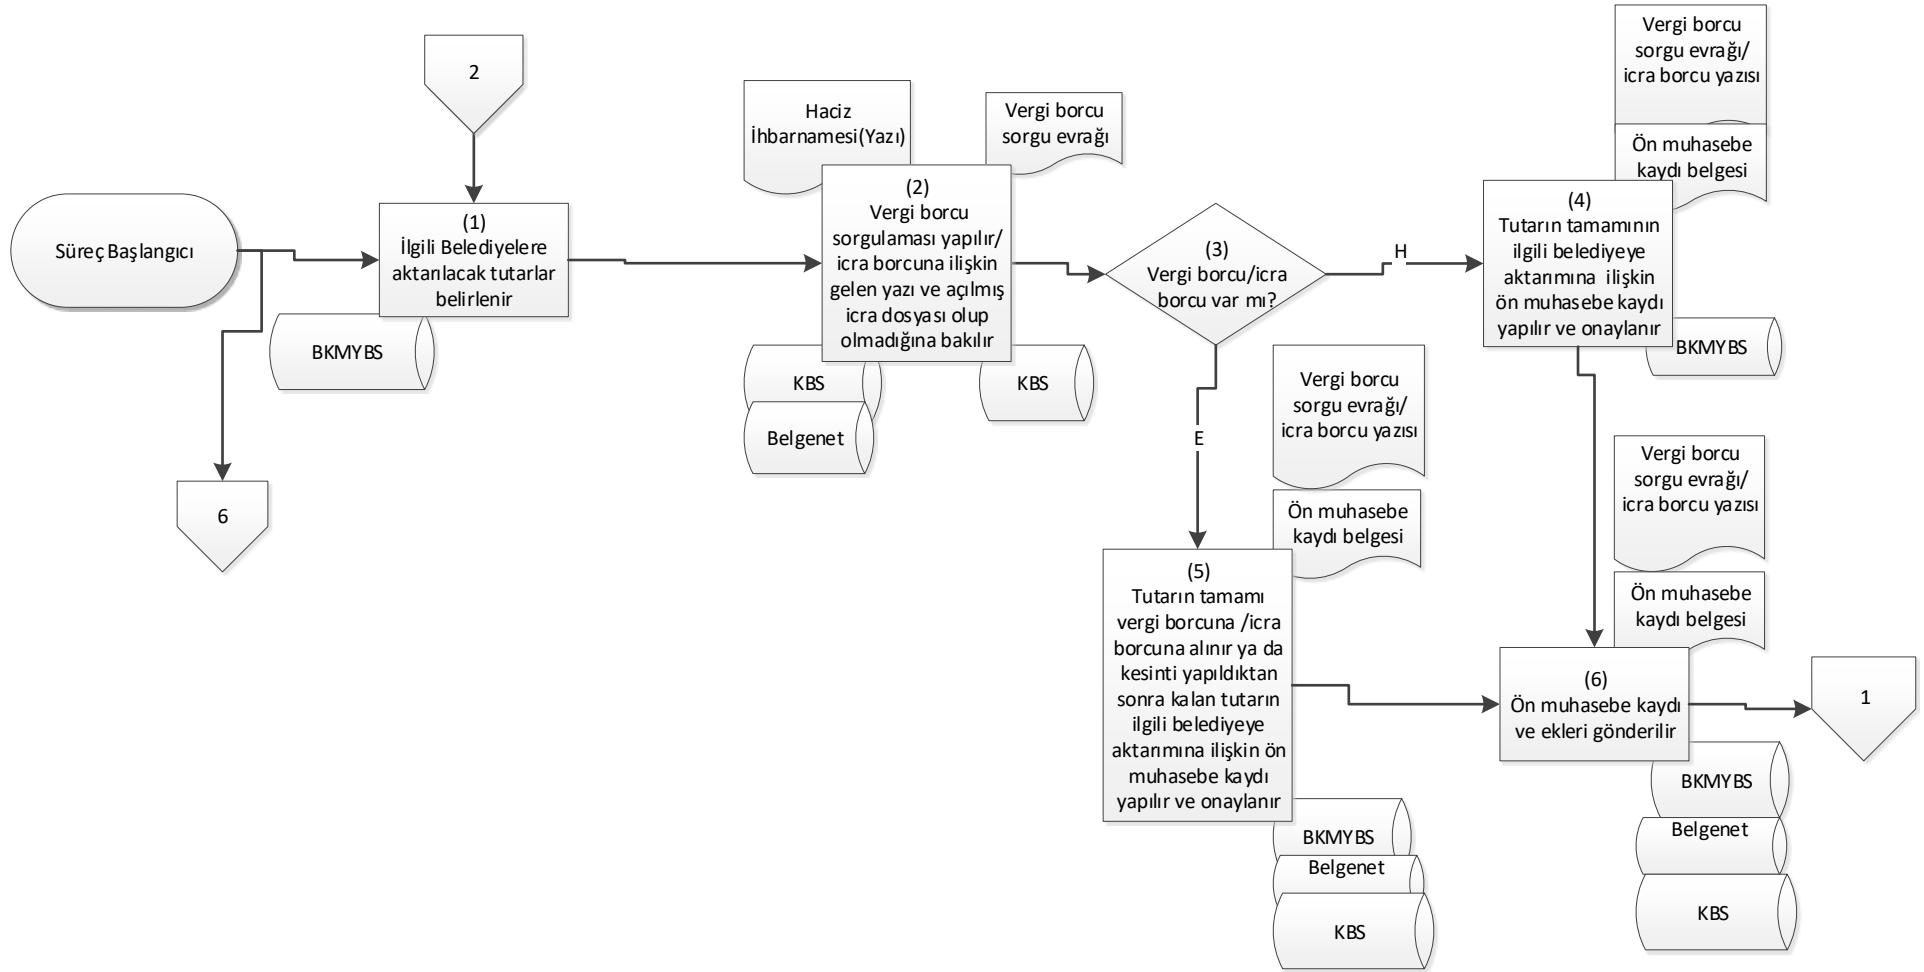 2
Süreç Başlangıcı
6
(1)
İlgili Belediyelere
aktarılacak tutarlar
belirlenir
BKMYBS
Haciz
İhbarnamesi(Yazı)
Vergi borcu
sorgu evrağı
(2)
Vergi borcu
sorgulaması yapılır/
icra borcuna ilişkin
gelen yazı ve açılmış
icra dosyası olup
olmadığına bakılır
KBS
Belgenet
KBS
(3)
Vergi borcu/icra
borcu var mı?
H
E
Vergi borcu
sorgu evrağı/
icra borcu yazısı
Ön muhasebe
kaydı belgesi
(4)
Tutarın tamamının
ilgili belediyeye
aktarımına ilişkin
ön muhasebe kaydı
yapılır ve onaylanır
BKMYBS
Vergi borcu
sorgu evrağı/
icra borcu yazısı
Ön muhasebe
kaydı belgesi
(5)
Tutarın tamamı
vergi borcuna /icra
borcuna alınır ya da
kesinti yapıldıktan
sonra kalan tutarın
ilgili belediyeye
aktarımına ilişkin ön
muhasebe kaydı
yapılır ve onaylanır
BKMYBS
Belgenet
KBS
Vergi borcu
sorgu evrağı/
icra borcu yazısı
Ön muhasebe
kaydı belgesi
(6)
Ön muhasebe kaydı
ve ekleri gönderilir
BKMYBS
Belgenet
KBS
1